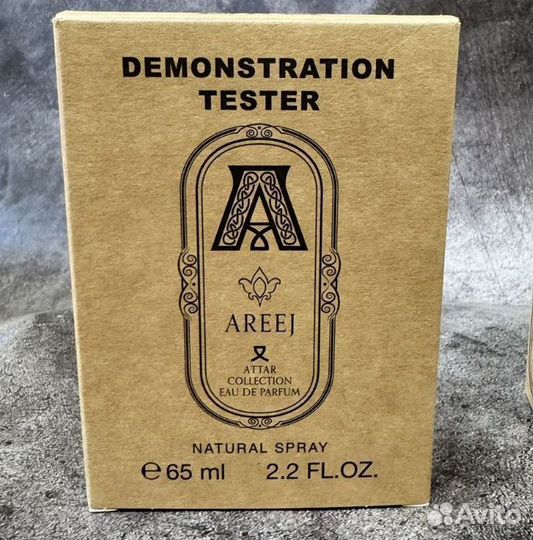 DEMONSTRATION
TESTER
A
AREEJ
ATTAR
COLLECTION
EAU DE PARFUM
NATURAL SPRAY
℮ 65 ml 2.2 FL.OZ.
Avito